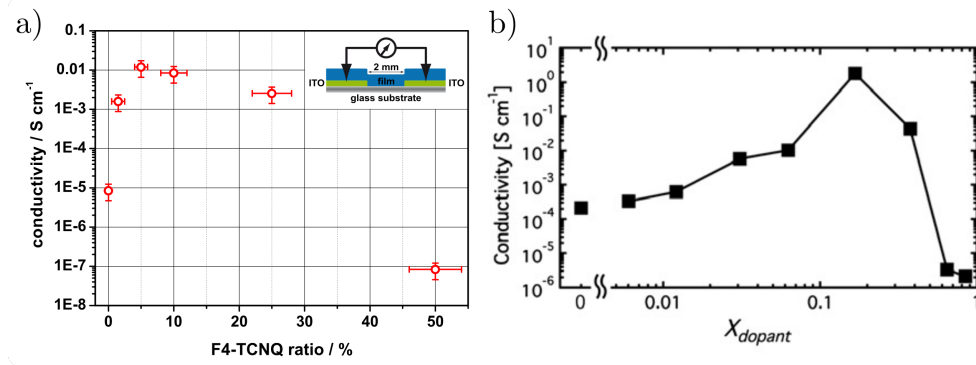 a)
0.1
0.01
1E-3
1E-4
1E-5
1E-6
1E-7
1E-8
conductivity / S cm⁻¹
0 10 20 30 40 50
F4-TCNQ ratio / %
2 mm
ITO film ITO
glass substrate
b)
10¹
10⁰
10⁻¹
10⁻²
10⁻³
10⁻⁴
10⁻⁵
10⁻⁶
Conductivity [S cm⁻¹]
0 0.01 0.1 1
X_dopant